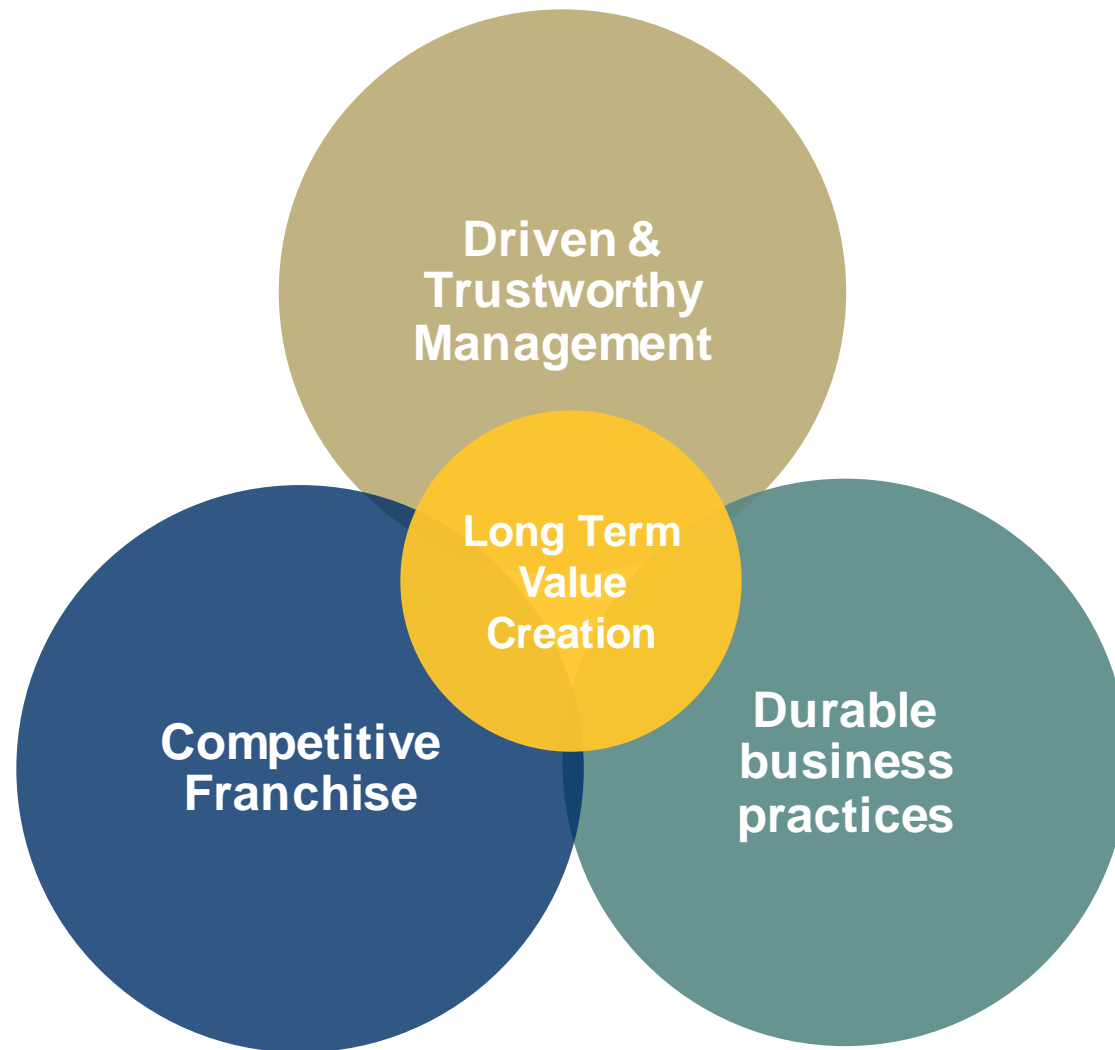 Driven &
Trustworthy
Management
Long Term
Value
Creation
Competitive
Franchise
Durable
business
practices